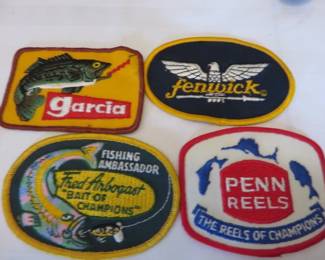 garcia
fenwick
FISHING
AMBASSADOR
Fred Arbogast
"BAIT OF
CHAMPIONS"
PENN
REELS
THE REELS OF CHAMPIONS